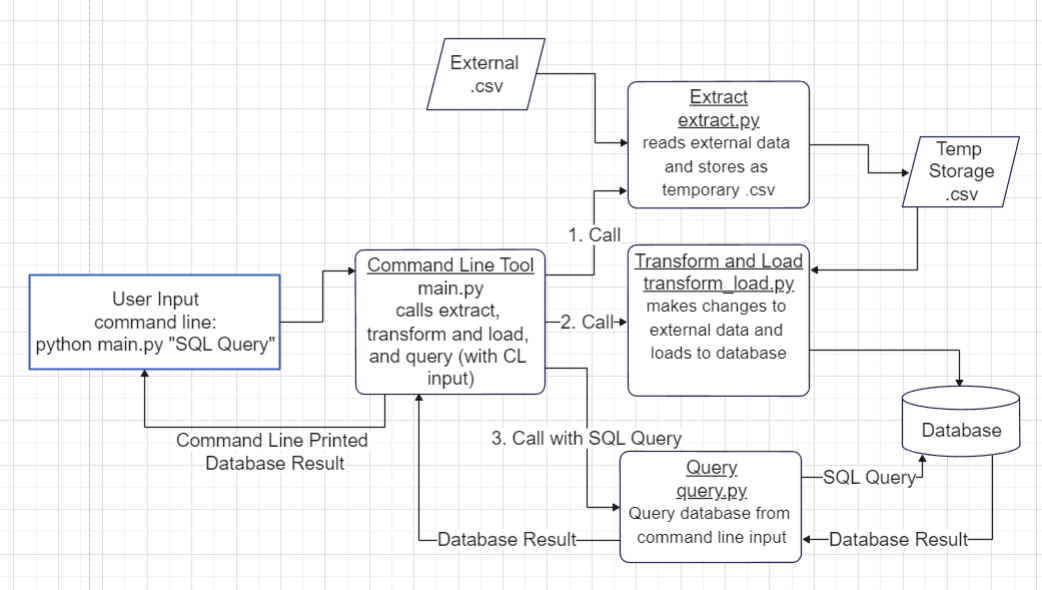 External
.csv
Extract
extract.py
reads external data
and stores as
temporary .csv
Temp
Storage
.csv
1. Call
Command Line Tool
main.py
calls extract,
transform and load,
and query (with CL
input)
User Input
command line:
python main.py "SQL Query"
2. Call
Transform and Load
transform_load.py
makes changes to
external data and
loads to database
Database
Command Line Printed
Database Result
3. Call with SQL Query
Query
query.py
Query database from
command line input
SQL Query
Database Result
Database Result